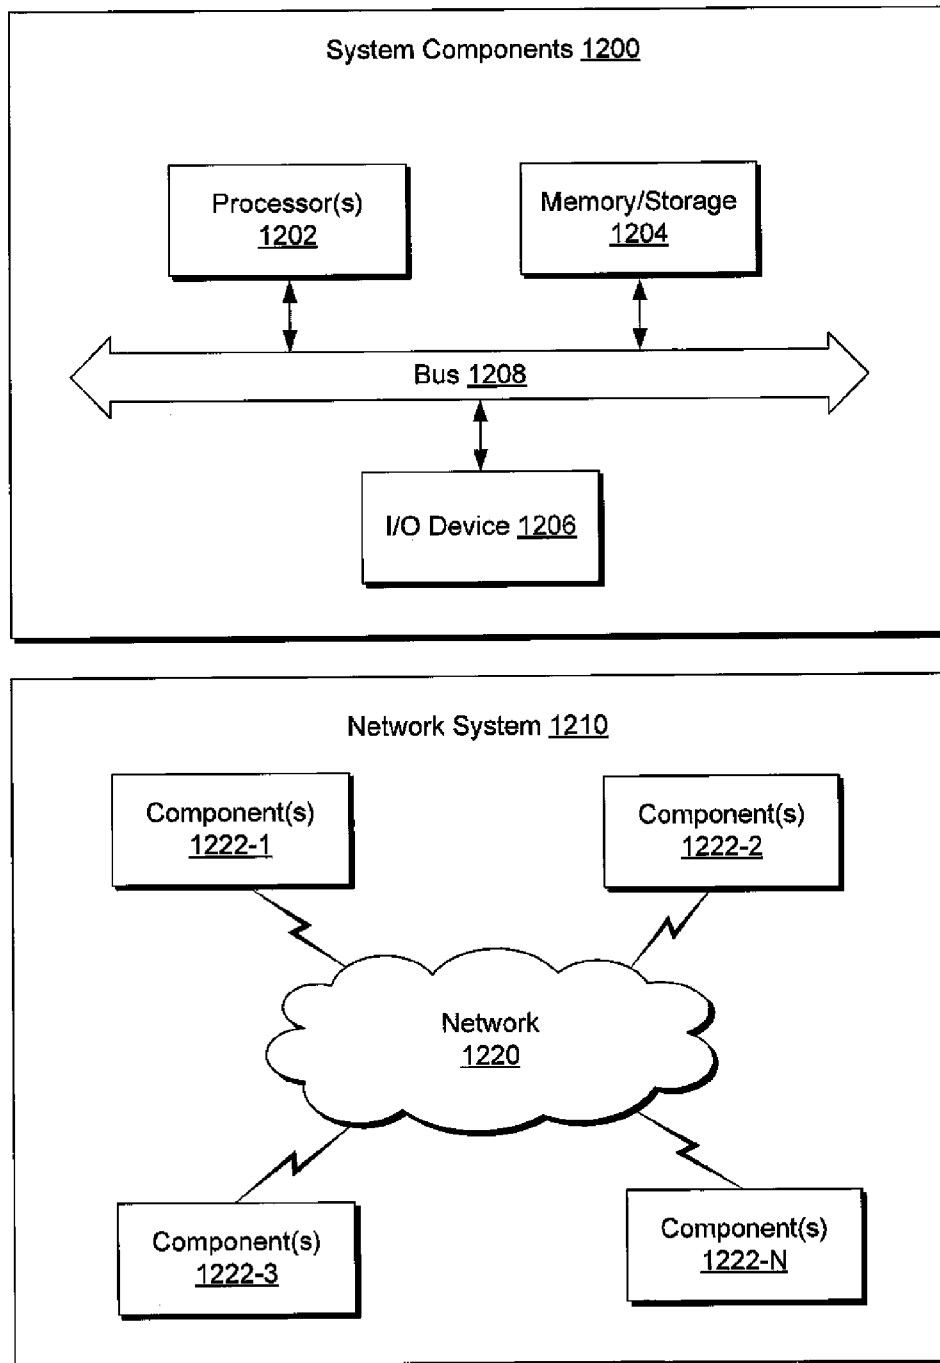 System Components 1200
Processor(s)
1202
Memory/Storage
1204
Bus 1208
I/O Device 1206
Network System 1210
Component(s)
1222-1
Component(s)
1222-2
Network
1220
Component(s)
1222-3
Component(s)
1222-N